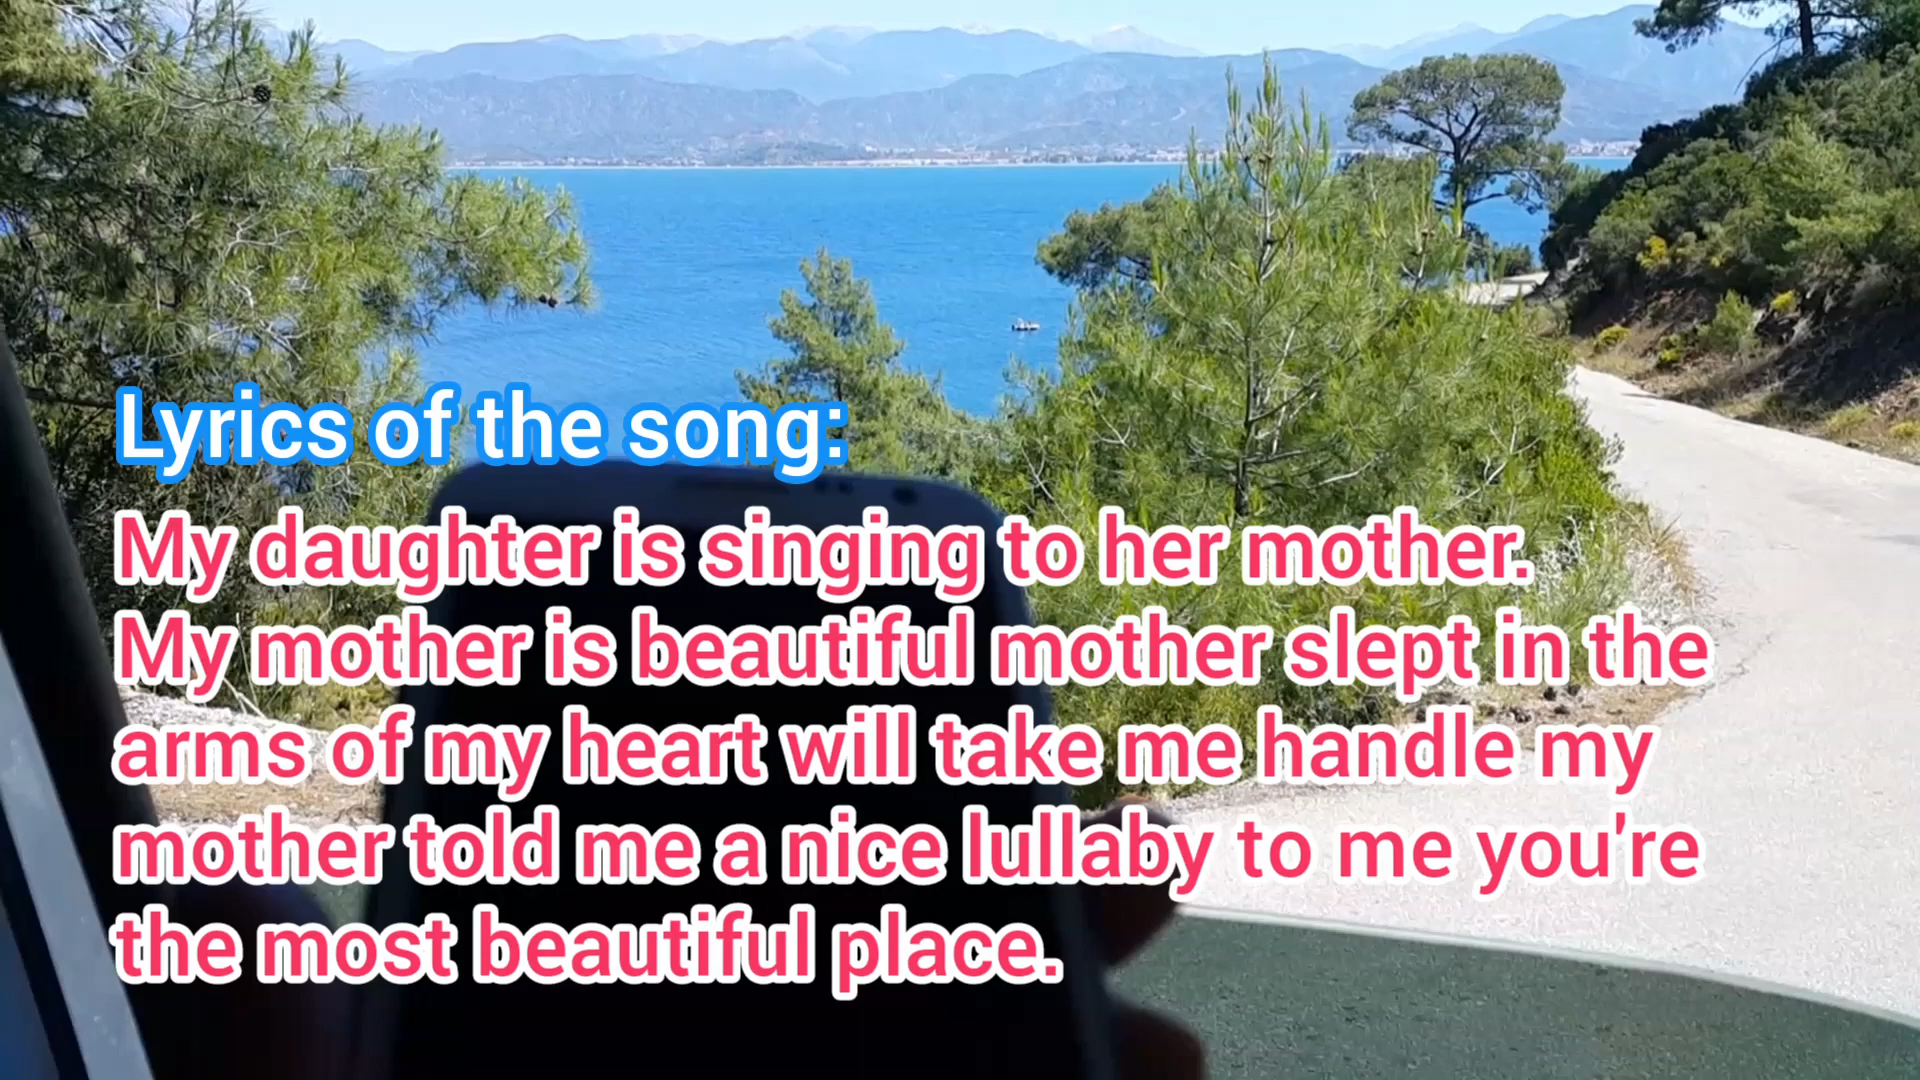 Lyrics of the song:
My daughter is singing to her mother.
My mother is beautiful mother slept in the
arms of my heart will take me handle my
mother told me a nice lullaby to me you're
the most beautiful place.